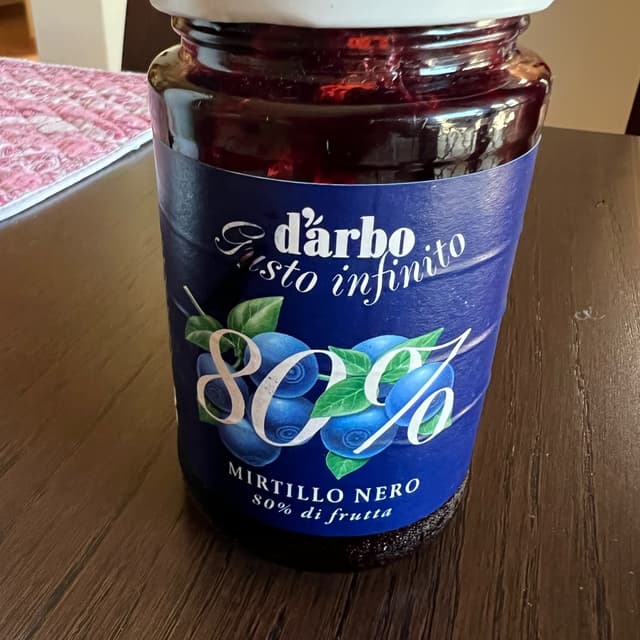 d'arbo
Gusto infinito
80%
MIRTILLO NERO
80% di frutta